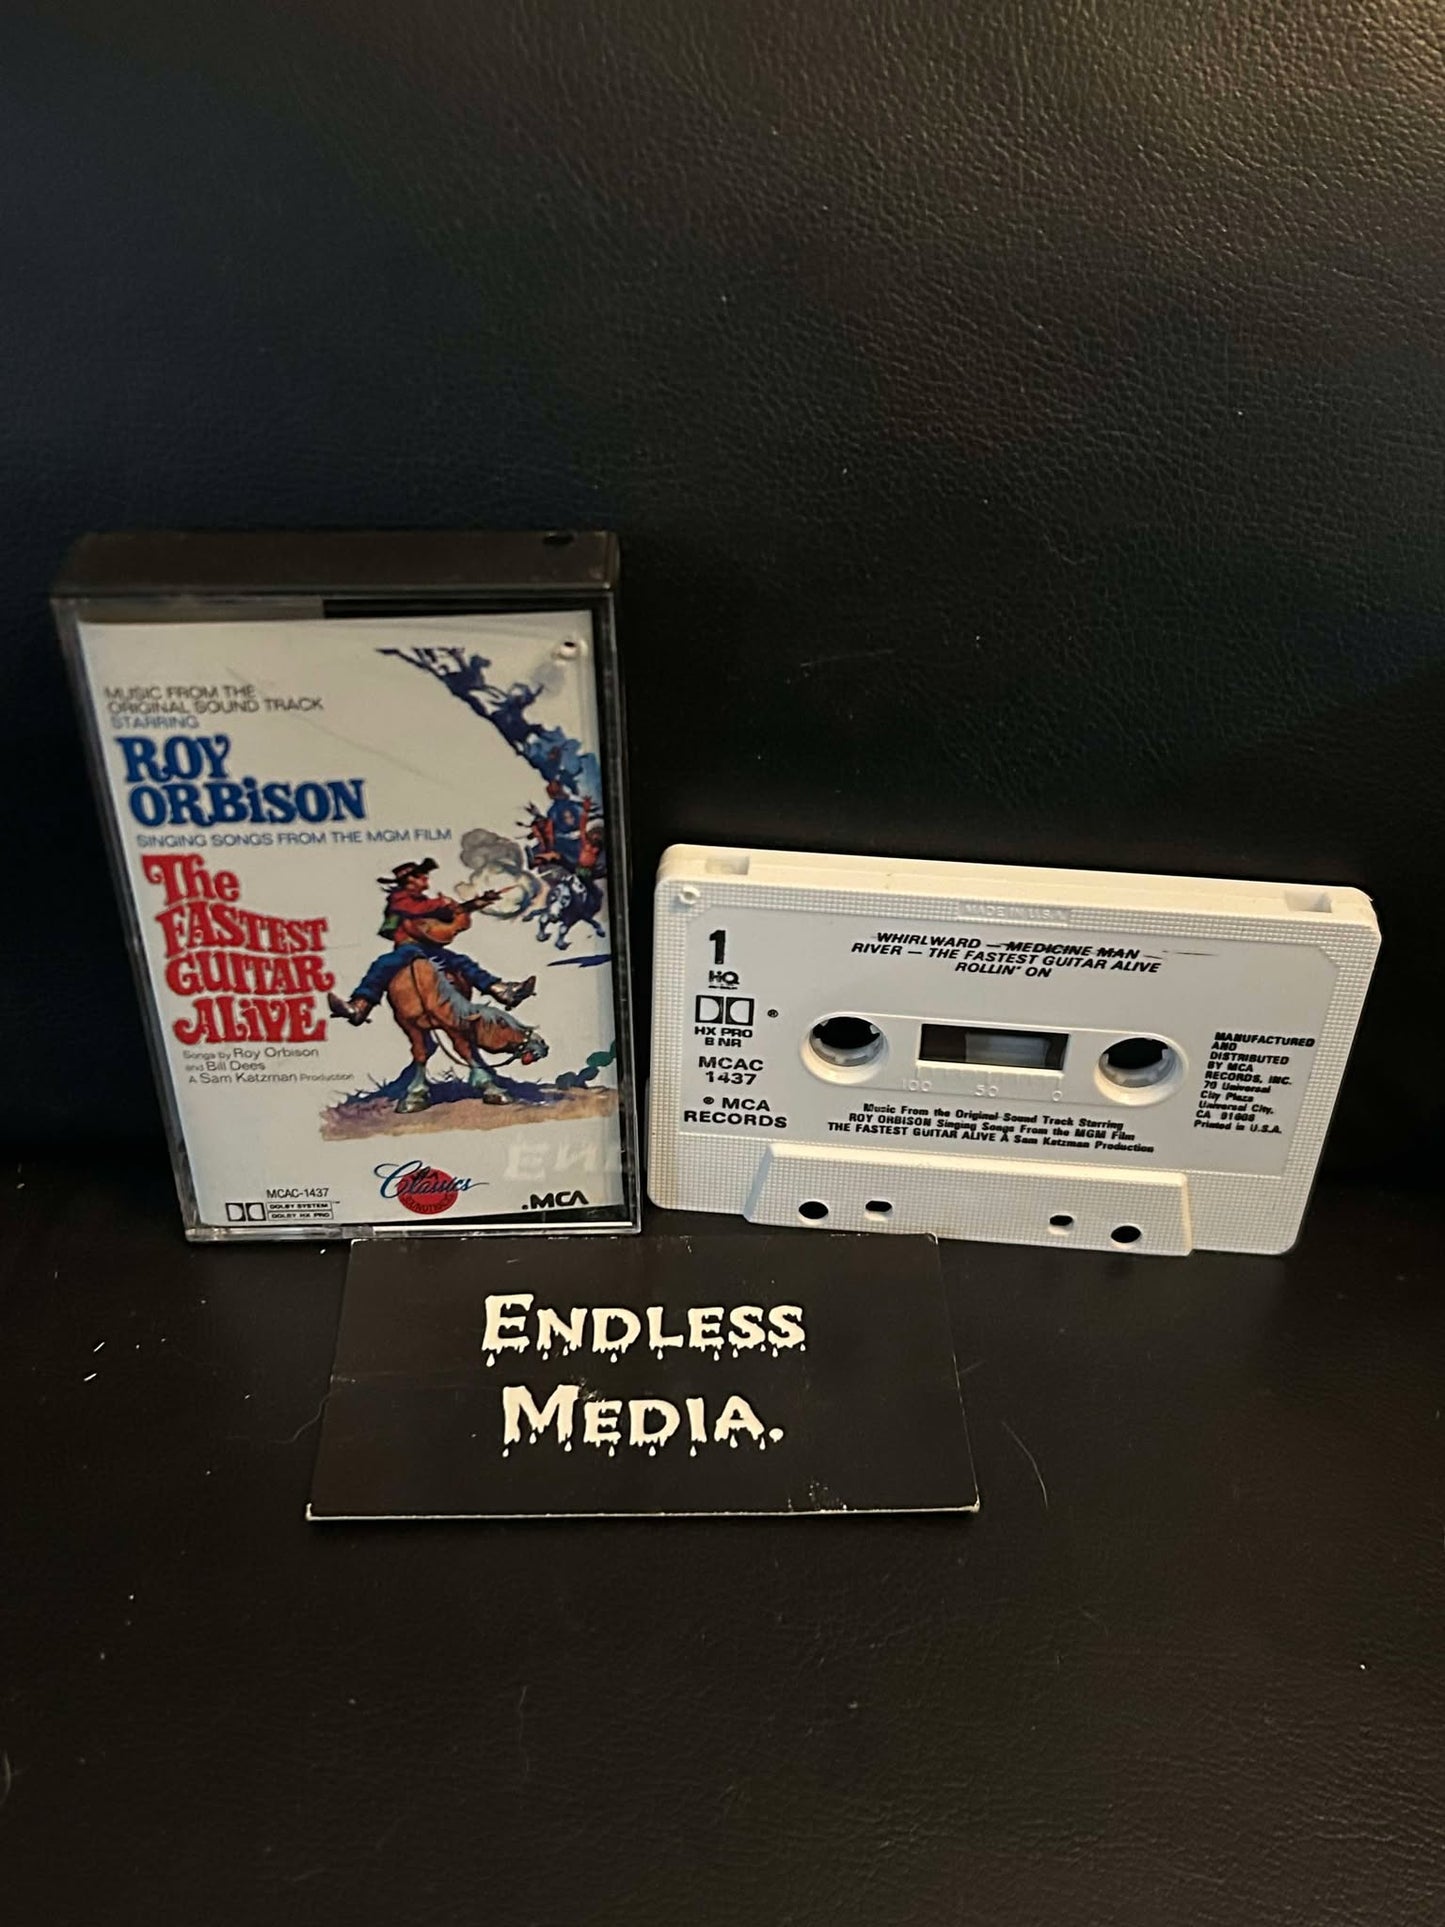 MUSIC FROM THE
ORIGINAL SOUND TRACK
STARRING
ROY
ORBiSON
SINGING SONGS FROM THE MGM FILM
The
FASTEST
GUITAR
ALiVE
Songs by Roy Orbison
and Bill Dees
A Sam Katzman Production
MCAC-1437
DOLBY SYSTEM
DOLBY HX PRO
Classics
SOUNDTRACK
.MCA
MADE IN U.S.A.
1
HQ
HX PRO
B NR
MCAC
1437
℗ MCA
RECORDS
WHIRLWARD — MEDICINE MAN —
RIVER — THE FASTEST GUITAR ALIVE
ROLLIN' ON
100 50 0
MANUFACTURED
AND
DISTRIBUTED
BY MCA
RECORDS, INC.
70 Universal
City Plaza
Universal City,
CA 91608
Printed in U.S.A.
Music From the Original Sound Track Starring
ROY ORBISON Singing Songs From the MGM Film
THE FASTEST GUITAR ALIVE A Sam Katzman Production
ENDLESS
MEDIA.